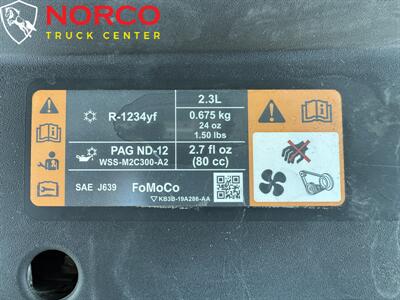 NORCO
TRUCK CENTER
R-1234yf
2.3L
0.675 kg
24 oz
1.50 lbs
PAG ND-12
WSS-M2C300-A2
2.7 fl oz
(80 cc)
SAE J639
FoMoCo
KB3B-19A286-AA